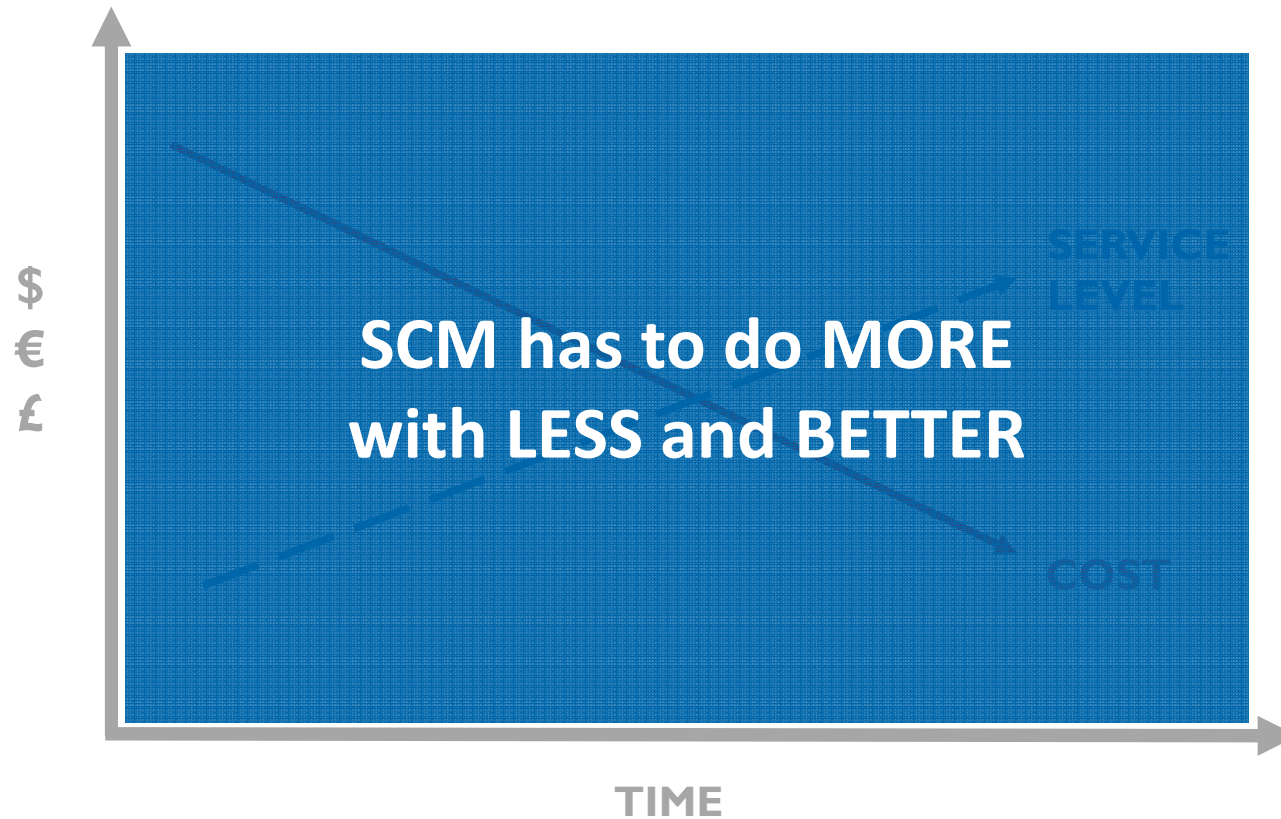 $
€
£
SERVICE
LEVEL
SCM has to do MORE
with LESS and BETTER
COST
TIME